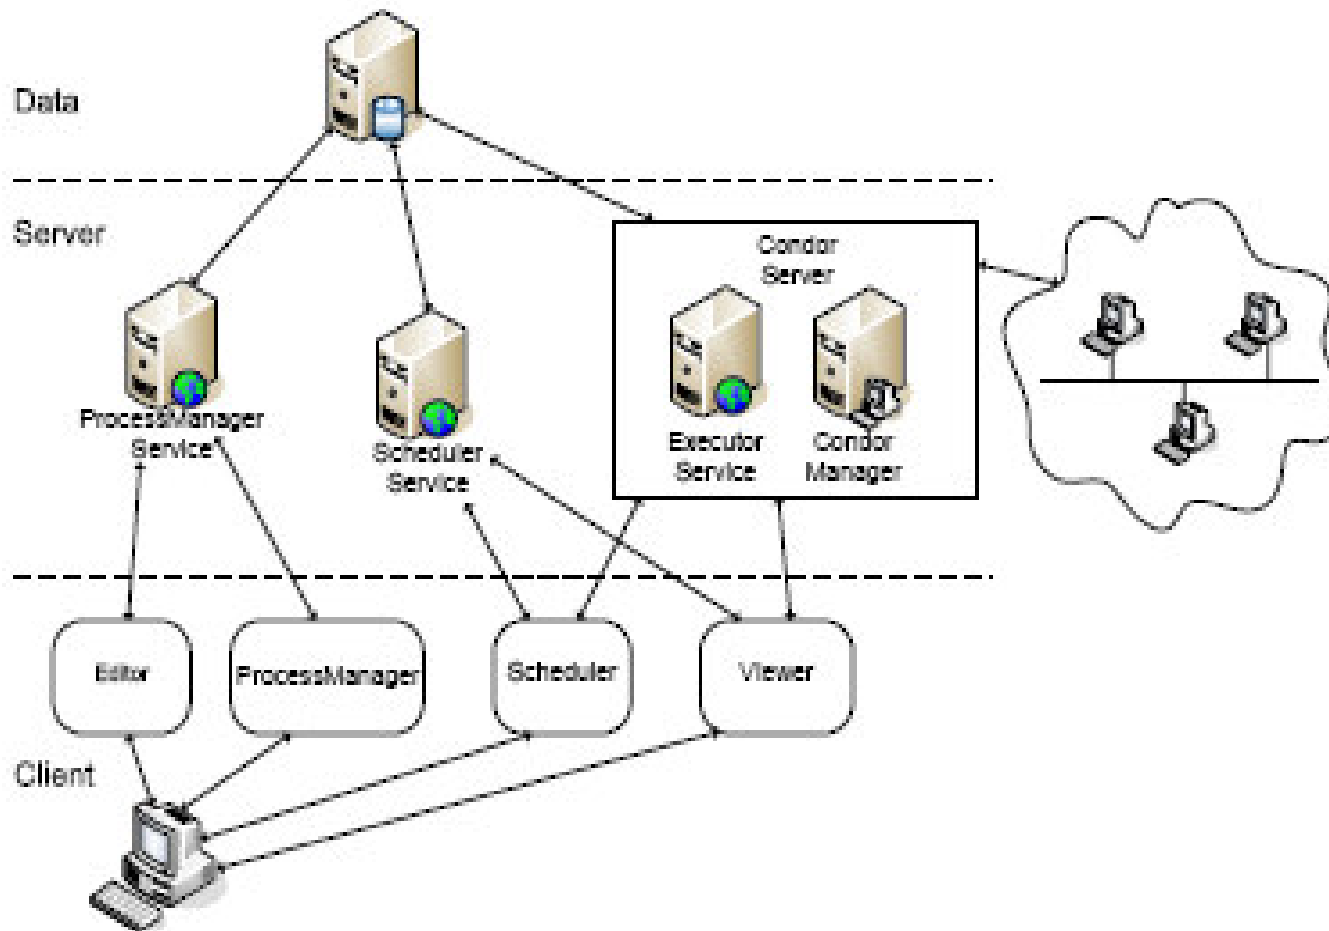 Data
Server
Condor
Server
ProcessManager
Service
Scheduler
Service
Executor
Service
Condor
Manager
Editor
ProcessManager
Scheduler
Viewer
Client